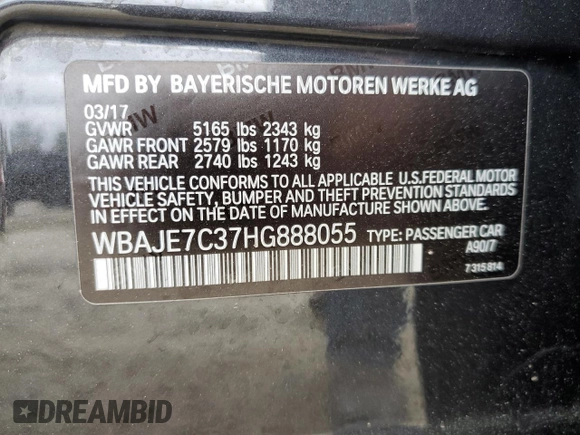 MFD BY BAYERISCHE MOTOREN WERKE AG
03/17
GVWR 5165 lbs 2343 kg
GAWR FRONT 2579 lbs 1170 kg
GAWR REAR 2740 lbs 1243 kg
THIS VEHICLE CONFORMS TO ALL APPLICABLE U.S.FEDERAL MOTOR
VEHICLE SAFETY, BUMPER AND THEFT PREVENTION STANDARDS
IN EFFECT ON THE DATE OF MANUFACTURE SHOWN ABOVE.
WBAJE7C37HG888055 TYPE: PASSENGER CAR
A90/7
7315814
DREAMBID